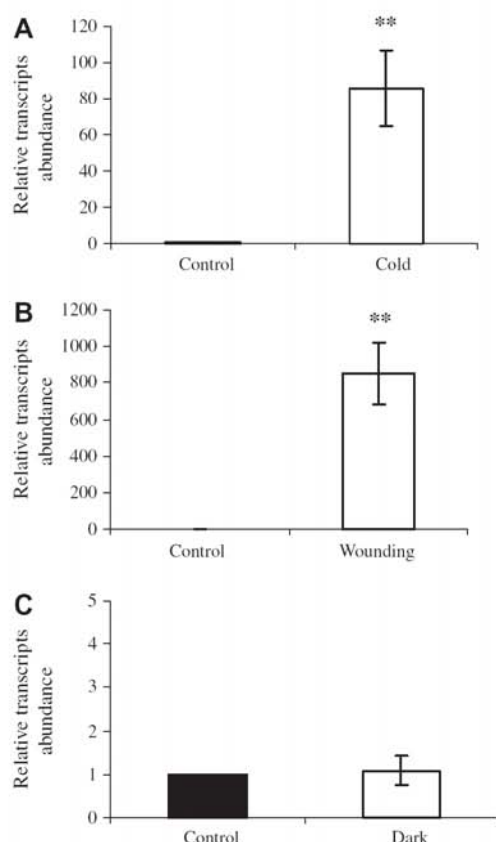 A
**
Relative transcripts
abundance
120
100
80
60
40
20
0
Control Cold
B
**
Relative transcripts
abundance
1200
1000
800
600
400
200
0
Control Wounding
C
Relative transcripts
abundance
5
4
3
2
1
0
Control Dark